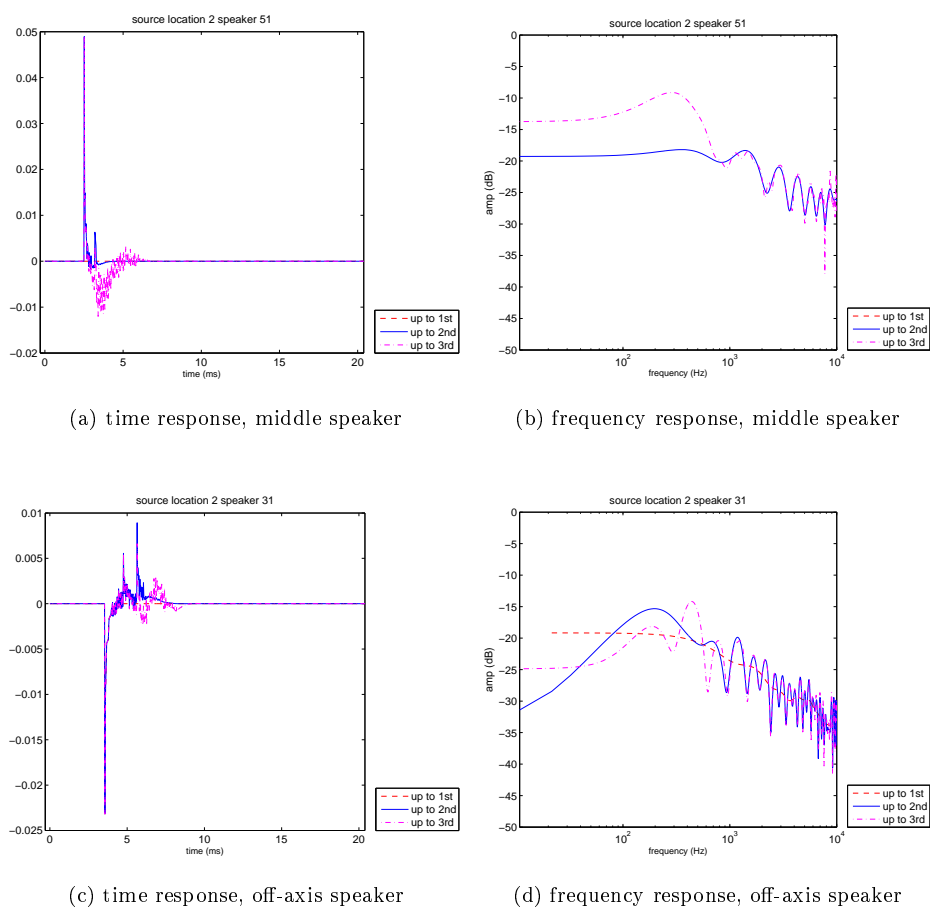 source location 2 speaker 51
0.05
0.04
0.03
0.02
0.01
0
−0.01
−0.02
0 5 10 15 20
time (ms)
up to 1st
up to 2nd
up to 3rd
(a) time response, middle speaker
source location 2 speaker 51
0
−5
−10
−15
−20
−25
−30
−35
−40
−45
−50
amp (dB)
10^2 10^3 10^4
frequency (Hz)
up to 1st
up to 2nd
up to 3rd
(b) frequency response, middle speaker
source location 2 speaker 31
0.01
0.005
0
−0.005
−0.01
−0.015
−0.02
−0.025
0 5 10 15 20
time (ms)
up to 1st
up to 2nd
up to 3rd
(c) time response, off-axis speaker
source location 2 speaker 31
0
−5
−10
−15
−20
−25
−30
−35
−40
−45
−50
amp (dB)
10^2 10^3 10^4
frequency (Hz)
up to 1st
up to 2nd
up to 3rd
(d) frequency response, off-axis speaker